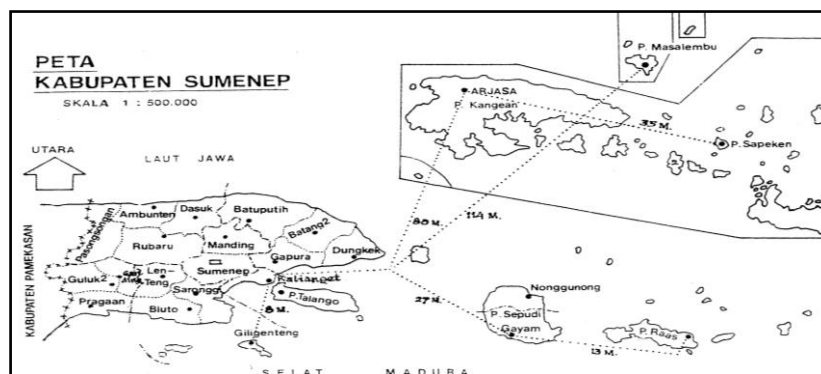 PETA
KABUPATEN SUMENEP
SKALA 1 : 500.000
UTARA
LAUT JAWA
P. Masalembu
ARJASA
P. Kangean
35 M.
P. Sapeken
88 M.
114 M.
KABUPATEN PAMEKASAN
Pasongsongan
Ambunten
Dasuk
Batuputih
Rubaru
Manding
Batang2
Dungkek
Gapura
Guluk2
Len-
Teng
Sumenep
Kalianget
Saronggi
P. Talango
Pragaan
Bluto
8 M.
Giligenteng
27 M.
Nonggunong
P. Sepudi
Gayam
P. Raas
13 M.
SELAT MADURA